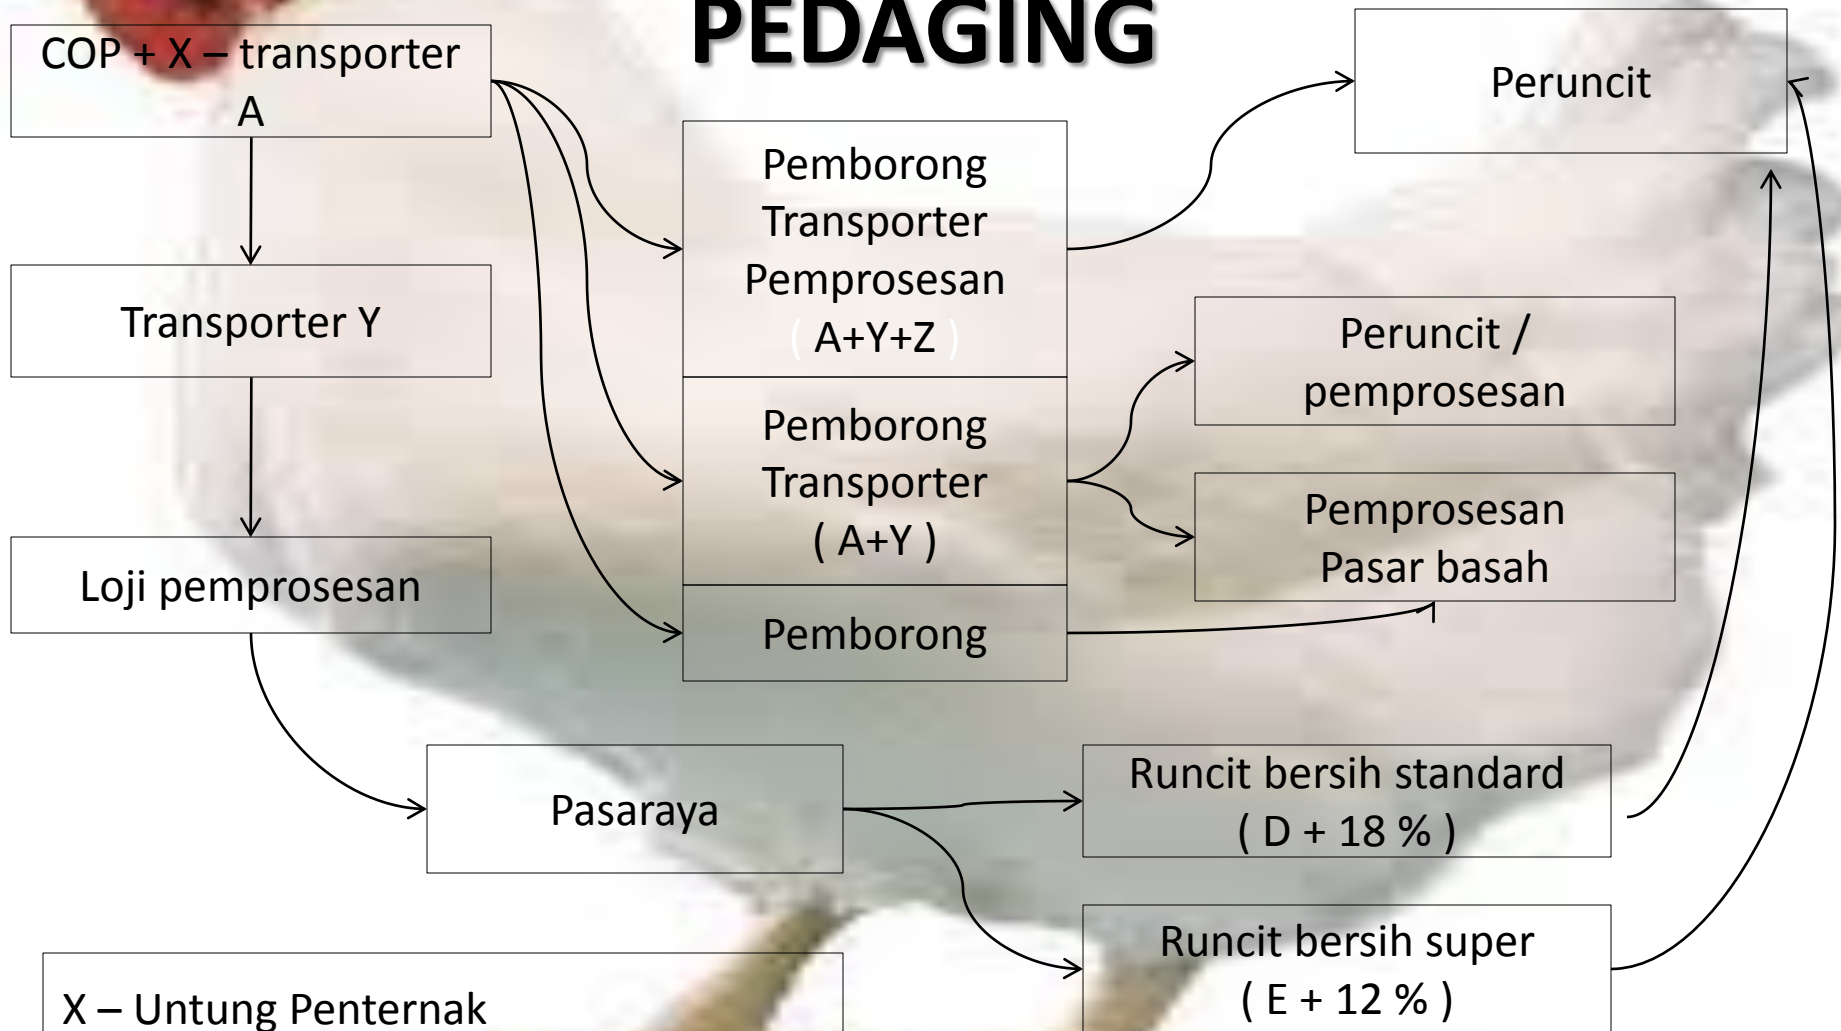 PEDAGING
COP + X – transporter
A
Peruncit
Pemborong
Transporter
Pemprosesan
( A+Y+Z )
Transporter Y
Peruncit /
pemprosesan
Pemborong
Transporter
( A+Y )
Pemprosesan
Pasar basah
Loji pemprosesan
Pemborong
Pasaraya
Runcit bersih standard
( D + 18 % )
Runcit bersih super
( E + 12 % )
X – Untung Penternak